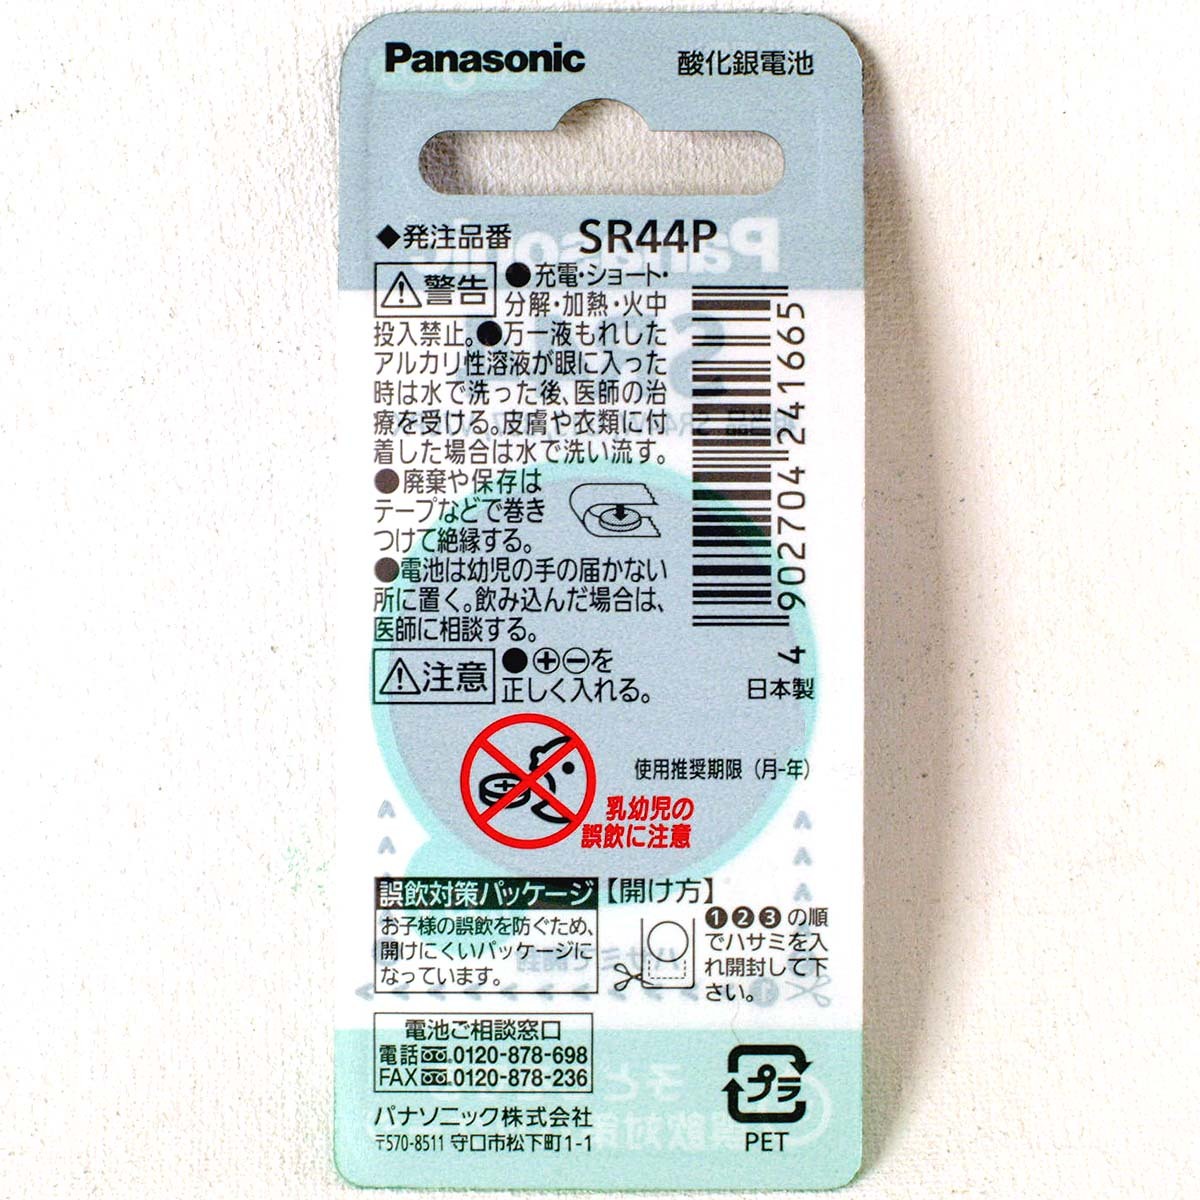 Panasonic
酸化銀電池
◆発注品番 SR44P
⚠警告 ●充電・ショート・
分解・加熱・火中
投入禁止。●万一液もれした
アルカリ性溶液が眼に入った
時は水で洗った後、医師の治
療を受ける。皮膚や衣類に付
着した場合は水で洗い流す。
●廃棄や保存は
テープなどで巻き
つけて絶縁する。
●電池は幼児の手の届かない
所に置く。飲み込んだ場合は、
医師に相談する。
⚠注意 ●⊕⊖を
正しく入れる。
4 902704 241665
日本製
使用推奨期限（月-年）
乳幼児の
誤飲に注意
誤飲対策パッケージ
お子様の誤飲を防ぐため、
開けにくいパッケージに
なっています。
【開け方】
❶❷❸の順
でハサミを入
れ開封して下
さい。
電池ご相談窓口
電話 0120-878-698
FAX 0120-878-236
パナソニック株式会社
〒570-8511 守口市松下町1-1
プラ
PET